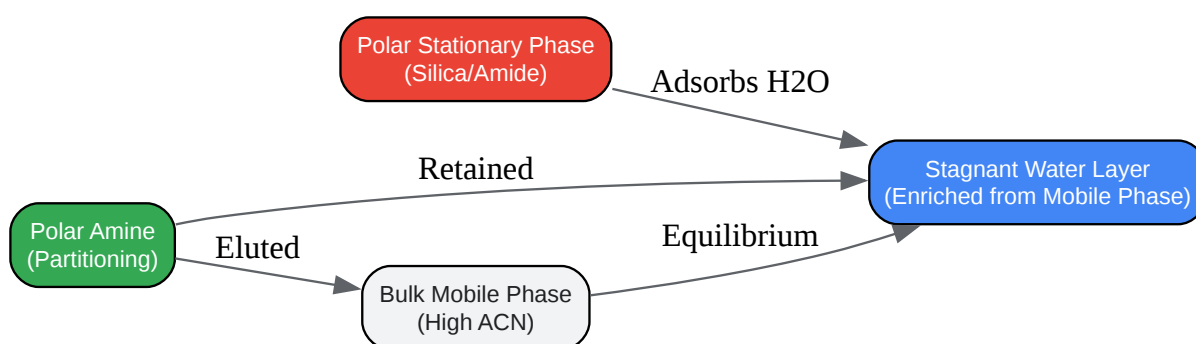 Polar Stationary Phase
(Silica/Amide)
Adsorbs H2O
Stagnant Water Layer
(Enriched from Mobile Phase)
Retained
Polar Amine
(Partitioning)
Eluted
Equilibrium
Bulk Mobile Phase
(High ACN)